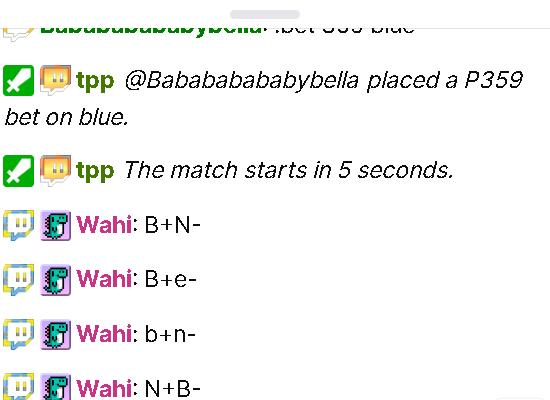 Babababababybella: .bet 359 blue
tpp @Babababababybella placed a P359
bet on blue.
tpp The match starts in 5 seconds.
Wahi: B+N-
Wahi: B+e-
Wahi: b+n-
Wahi: N+B-